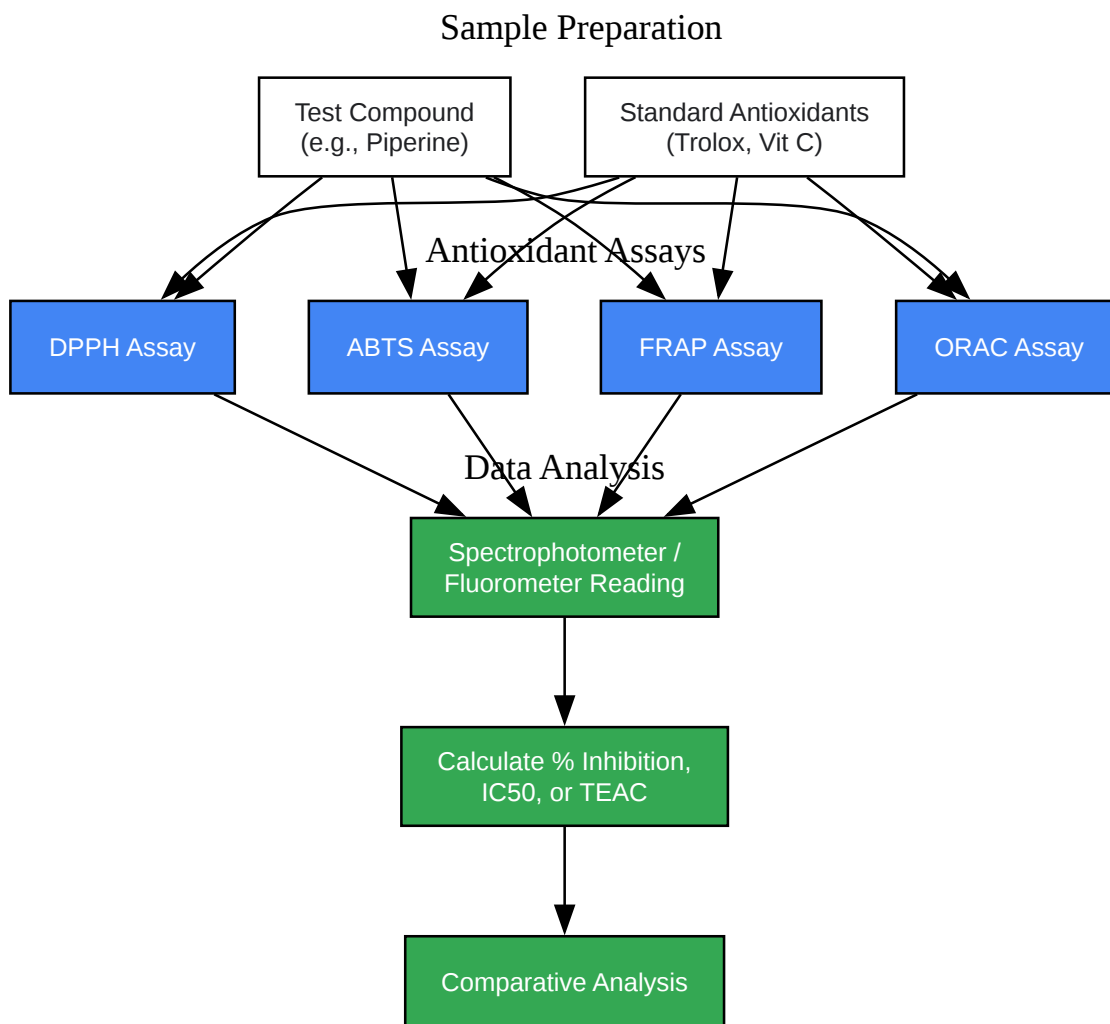 Sample Preparation
Test Compound
(e.g., Piperine)
Standard Antioxidants
(Trolox, Vit C)
Antioxidant Assays
DPPH Assay
ABTS Assay
FRAP Assay
ORAC Assay
Data Analysis
Spectrophotometer /
Fluorometer Reading
Calculate % Inhibition,
IC50, or TEAC
Comparative Analysis